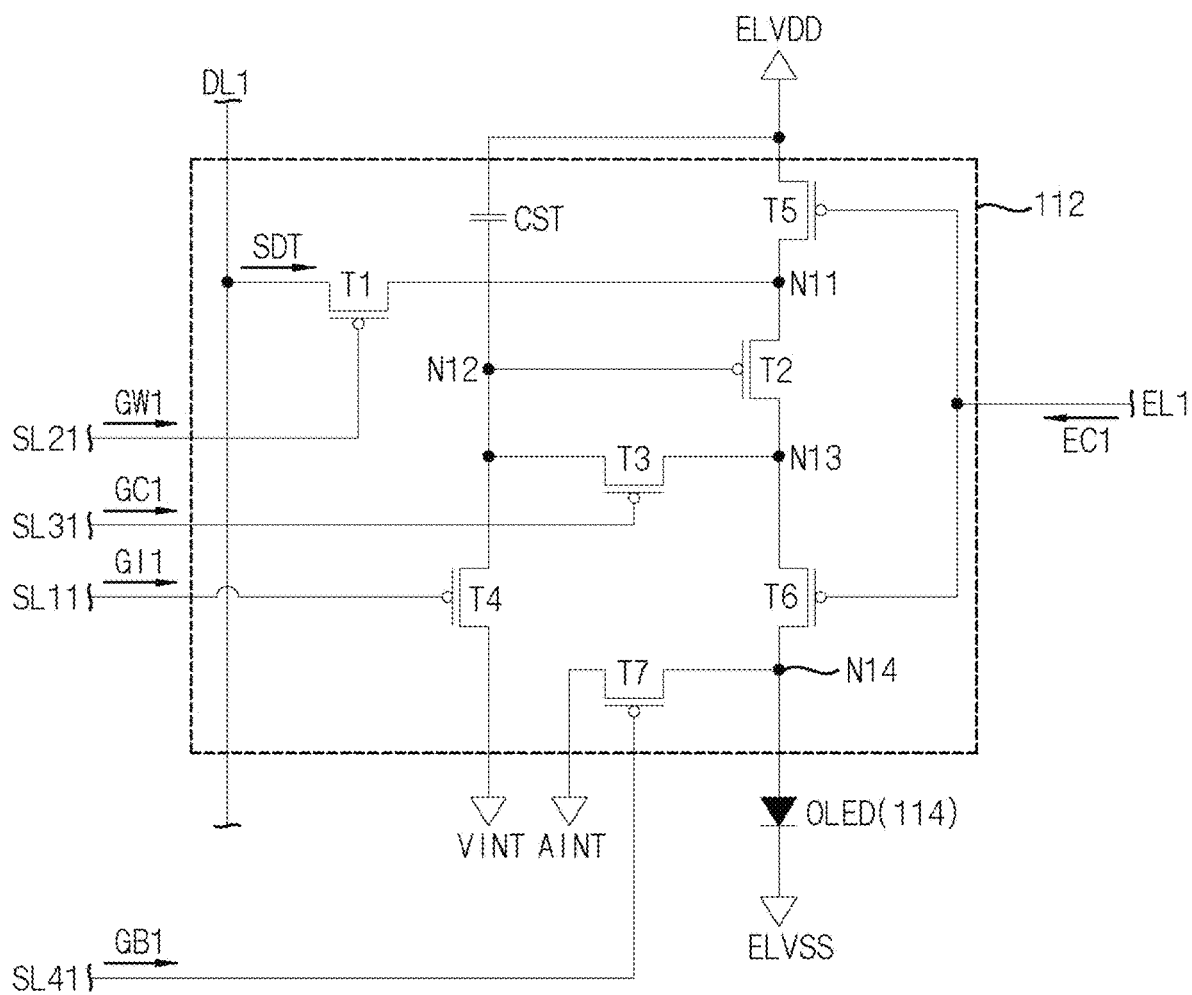 ELVDD
DL1
T5
112
CST
SDT
T1
N11
N12
T2
GW1
EL1
SL21
EC1
T3
N13
GC1
SL31
GI1
SL11
T4
T6
T7
N14
OLED(114)
VINT
AINT
ELVSS
GB1
SL41